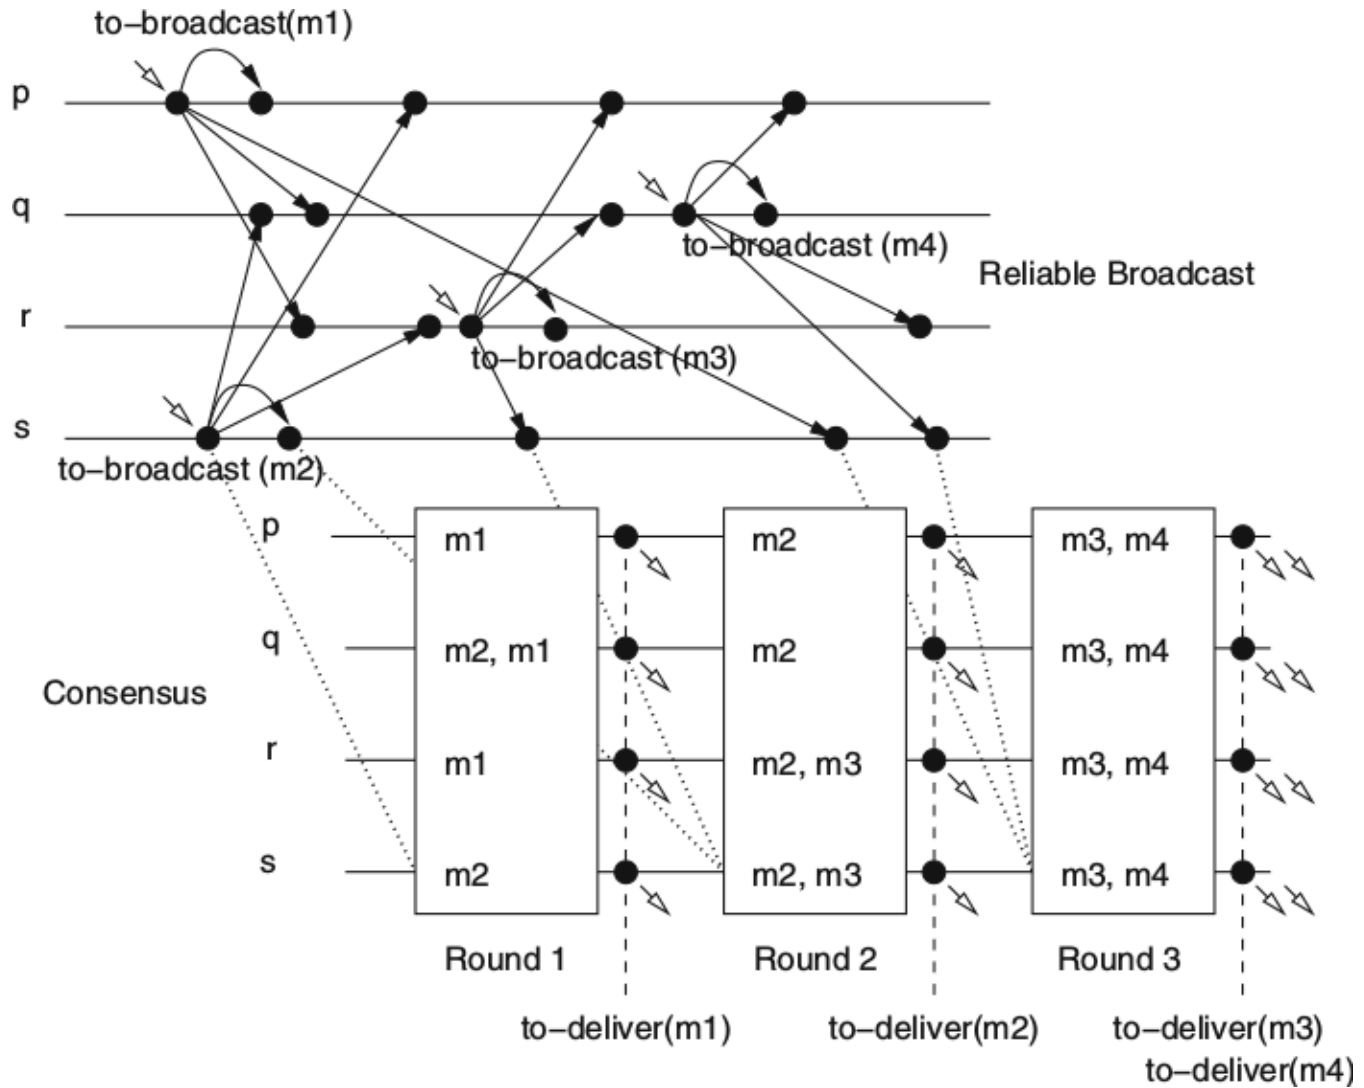 to–broadcast(m1)
p
q
to–broadcast (m4)
Reliable Broadcast
r
to–broadcast (m3)
s
to–broadcast (m2)
p
m1
m2
m3, m4
q
m2, m1
m2
m3, m4
Consensus
r
m1
m2, m3
m3, m4
s
m2
m2, m3
m3, m4
Round 1
Round 2
Round 3
to–deliver(m1)
to–deliver(m2)
to–deliver(m3)
to–deliver(m4)